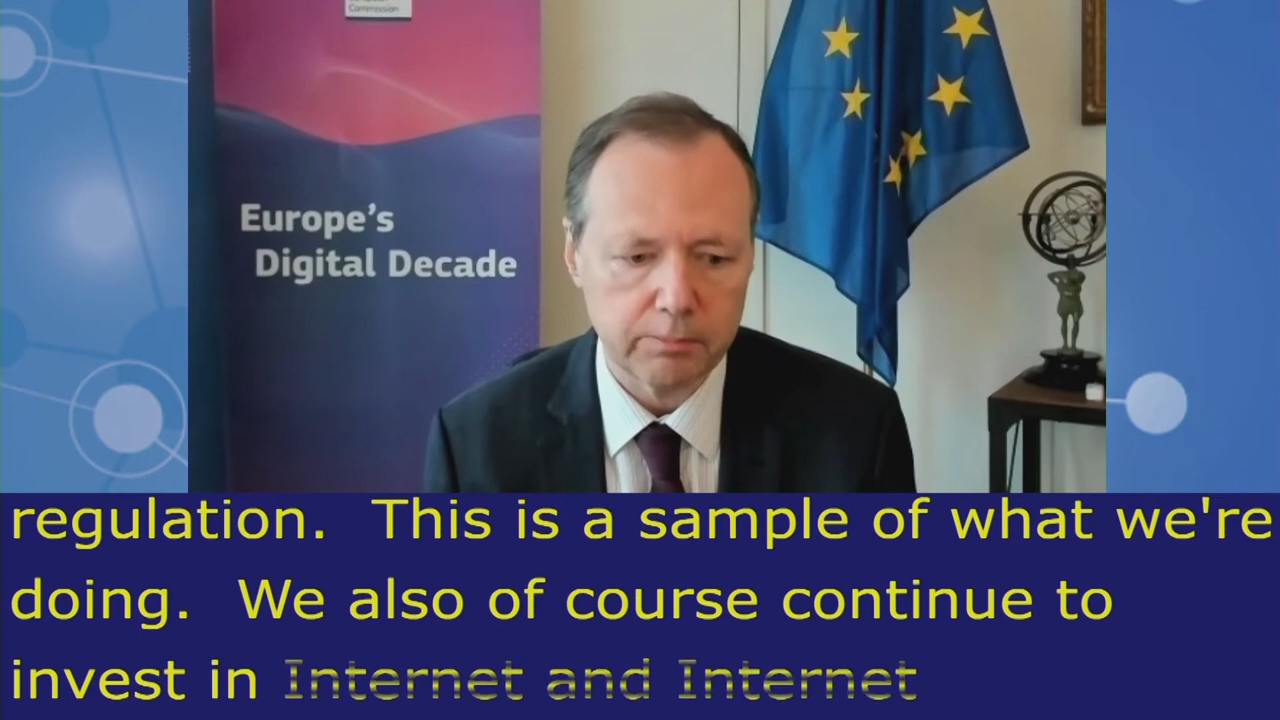 Commission
Europe's
Digital Decade
regulation.  This is a sample of what we're
doing.  We also of course continue to
invest in Internet and Internet